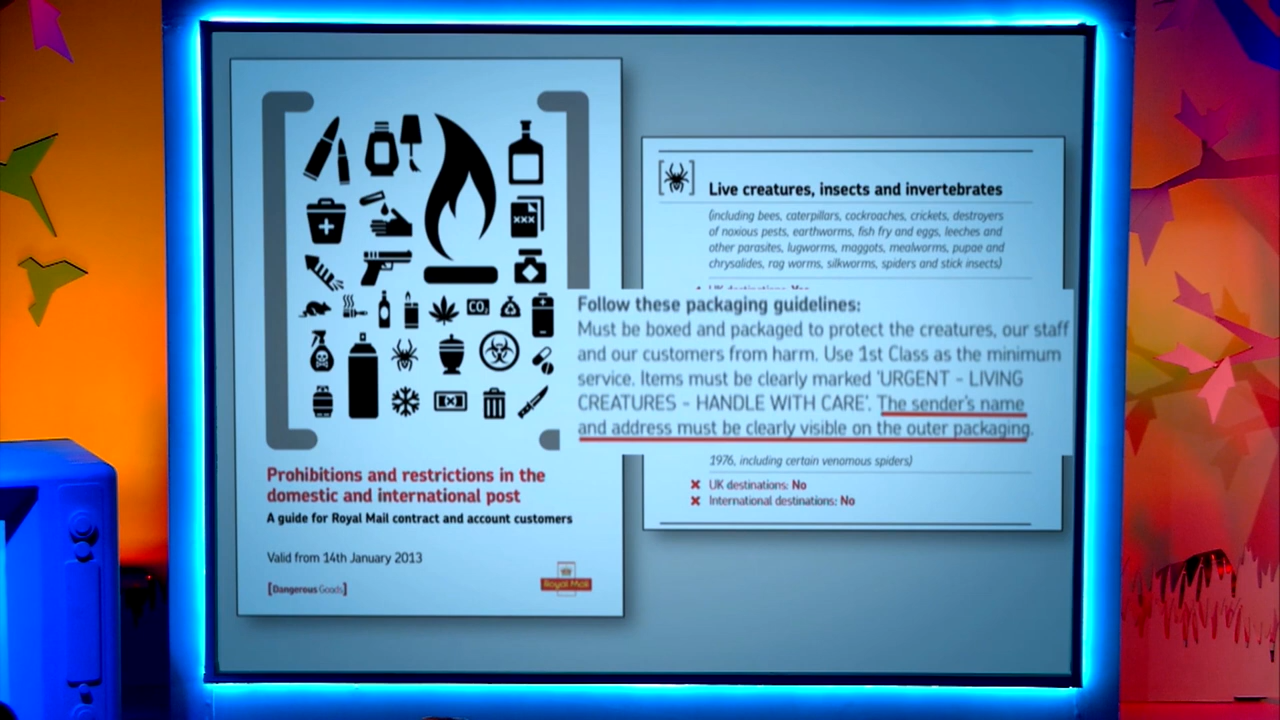 xxx
CO₂
Prohibitions and restrictions in the
domestic and international post
A guide for Royal Mail contract and account customers
Valid from 14th January 2013
[Dangerous Goods]
Royal Mail
Live creatures, insects and invertebrates
(including bees, caterpillars, cockroaches, crickets, destroyers
of noxious pests, earthworms, fish fry and eggs, leeches and
other parasites, lugworms, maggots, mealworms, pupae and
chrysalides, rag worms, silkworms, spiders and stick insects)
Follow these packaging guidelines:
Must be boxed and packaged to protect the creatures, our staff
and our customers from harm. Use 1st Class as the minimum
service. Items must be clearly marked 'URGENT - LIVING
CREATURES - HANDLE WITH CARE'. The sender's name
and address must be clearly visible on the outer packaging.
1976, including certain venomous spiders)
UK destinations: No
International destinations: No